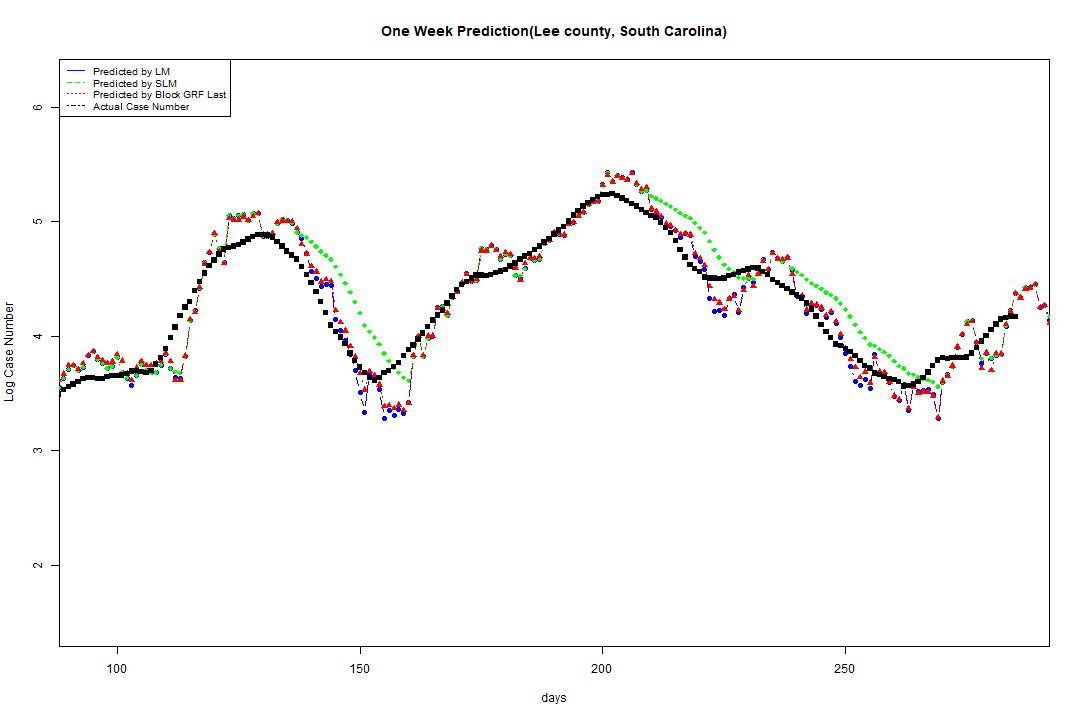 One Week Prediction(Lee county, South Carolina)
Predicted by LM
Predicted by SLM
Predicted by Block GRF Last
Actual Case Number
6
5
4
3
2
Log Case Number
100 150 200 250
days